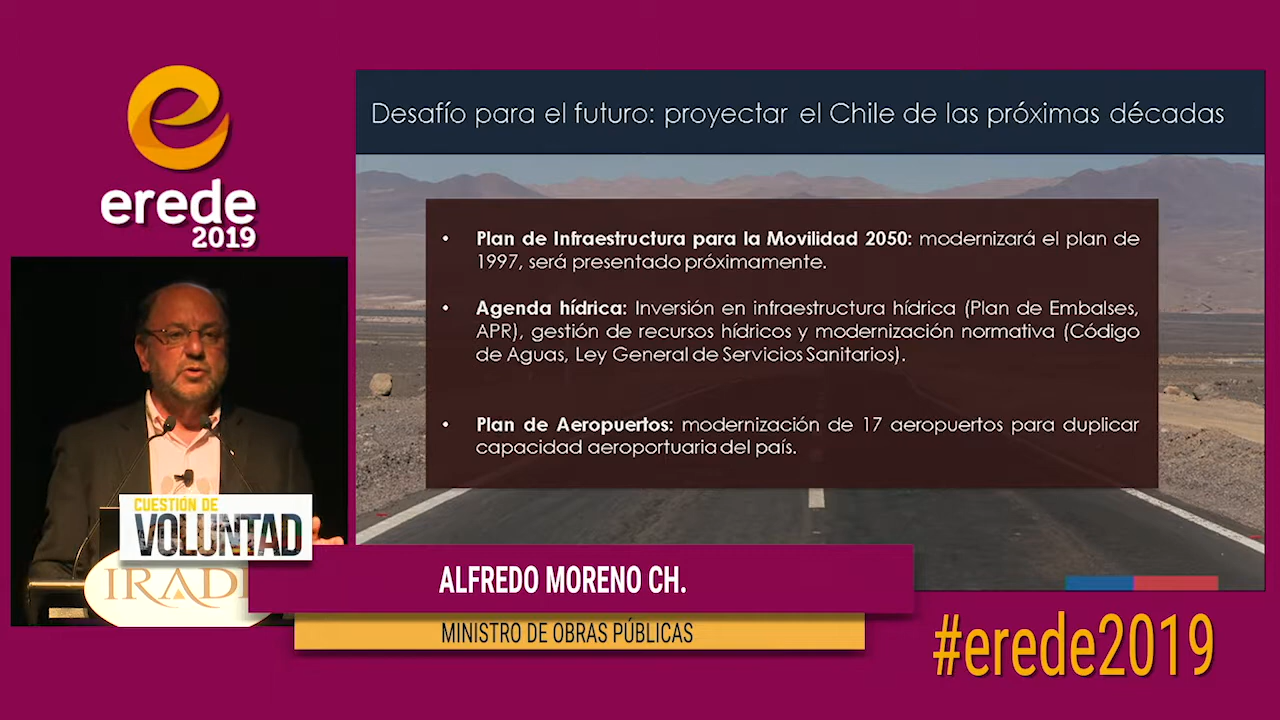 erede
2019
Desafío para el futuro: proyectar el Chile de las próximas décadas
• Plan de Infraestructura para la Movilidad 2050: modernizará el plan de
1997, será presentado próximamente.
• Agenda hídrica: Inversión en infraestructura hídrica (Plan de Embalses,
APR), gestión de recursos hídricos y modernización normativa (Código
de Aguas, Ley General de Servicios Sanitarios).
• Plan de Aeropuertos: modernización de 17 aeropuertos para duplicar
capacidad aeroportuaria del país.
CUESTIÓN DE
VOLUNTAD
IRADE
ALFREDO MORENO CH.
MINISTRO DE OBRAS PÚBLICAS
#erede2019